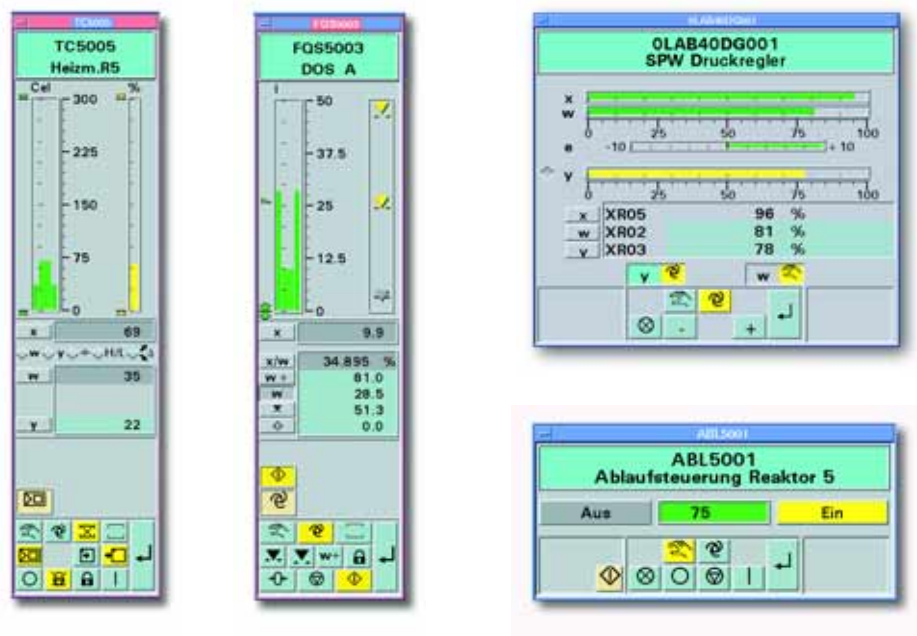 TC5005
TC5005
Heizm.R5
Cel %
300
225
150
75
0
x 69
w y H/L
w 35
y 22
FQS5003
FQS5003
DOS A
l
50
37.5
25
12.5
0
x 9.9
x/w 34.895 %
w+ 81.0
w 28.5
51.3
0.0
w+
0LAB40DG001
0LAB40DG001
SPW Druckregler
x
w
0 25 50 75 100
e -10 + 10
y
0 25 50 75 100
x XR05 96 %
w XR02 81 %
y XR03 78 %
y w
- +
ABL5001
ABL5001
Ablaufsteuerung Reaktor 5
Aus 75 Ein